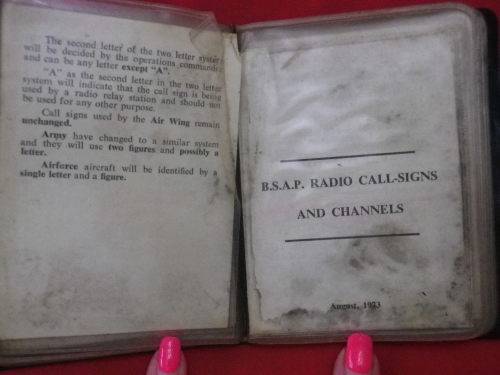 The second letter of the two letter system
will be decided by the operations commander
and can be any letter except "A".
"A" as the second letter in the two letter
system will indicate that the call sign is being
used by a radio relay station and should not
be used for any other purpose.
Call signs used by the Air Wing remain
unchanged.
Army have changed to a similar system
and they will use two figures and possibly a
letter.
Airforce aircraft will be identified by a
single letter and a figure.
B.S.A.P. RADIO CALL-SIGNS
AND CHANNELS
August, 1973